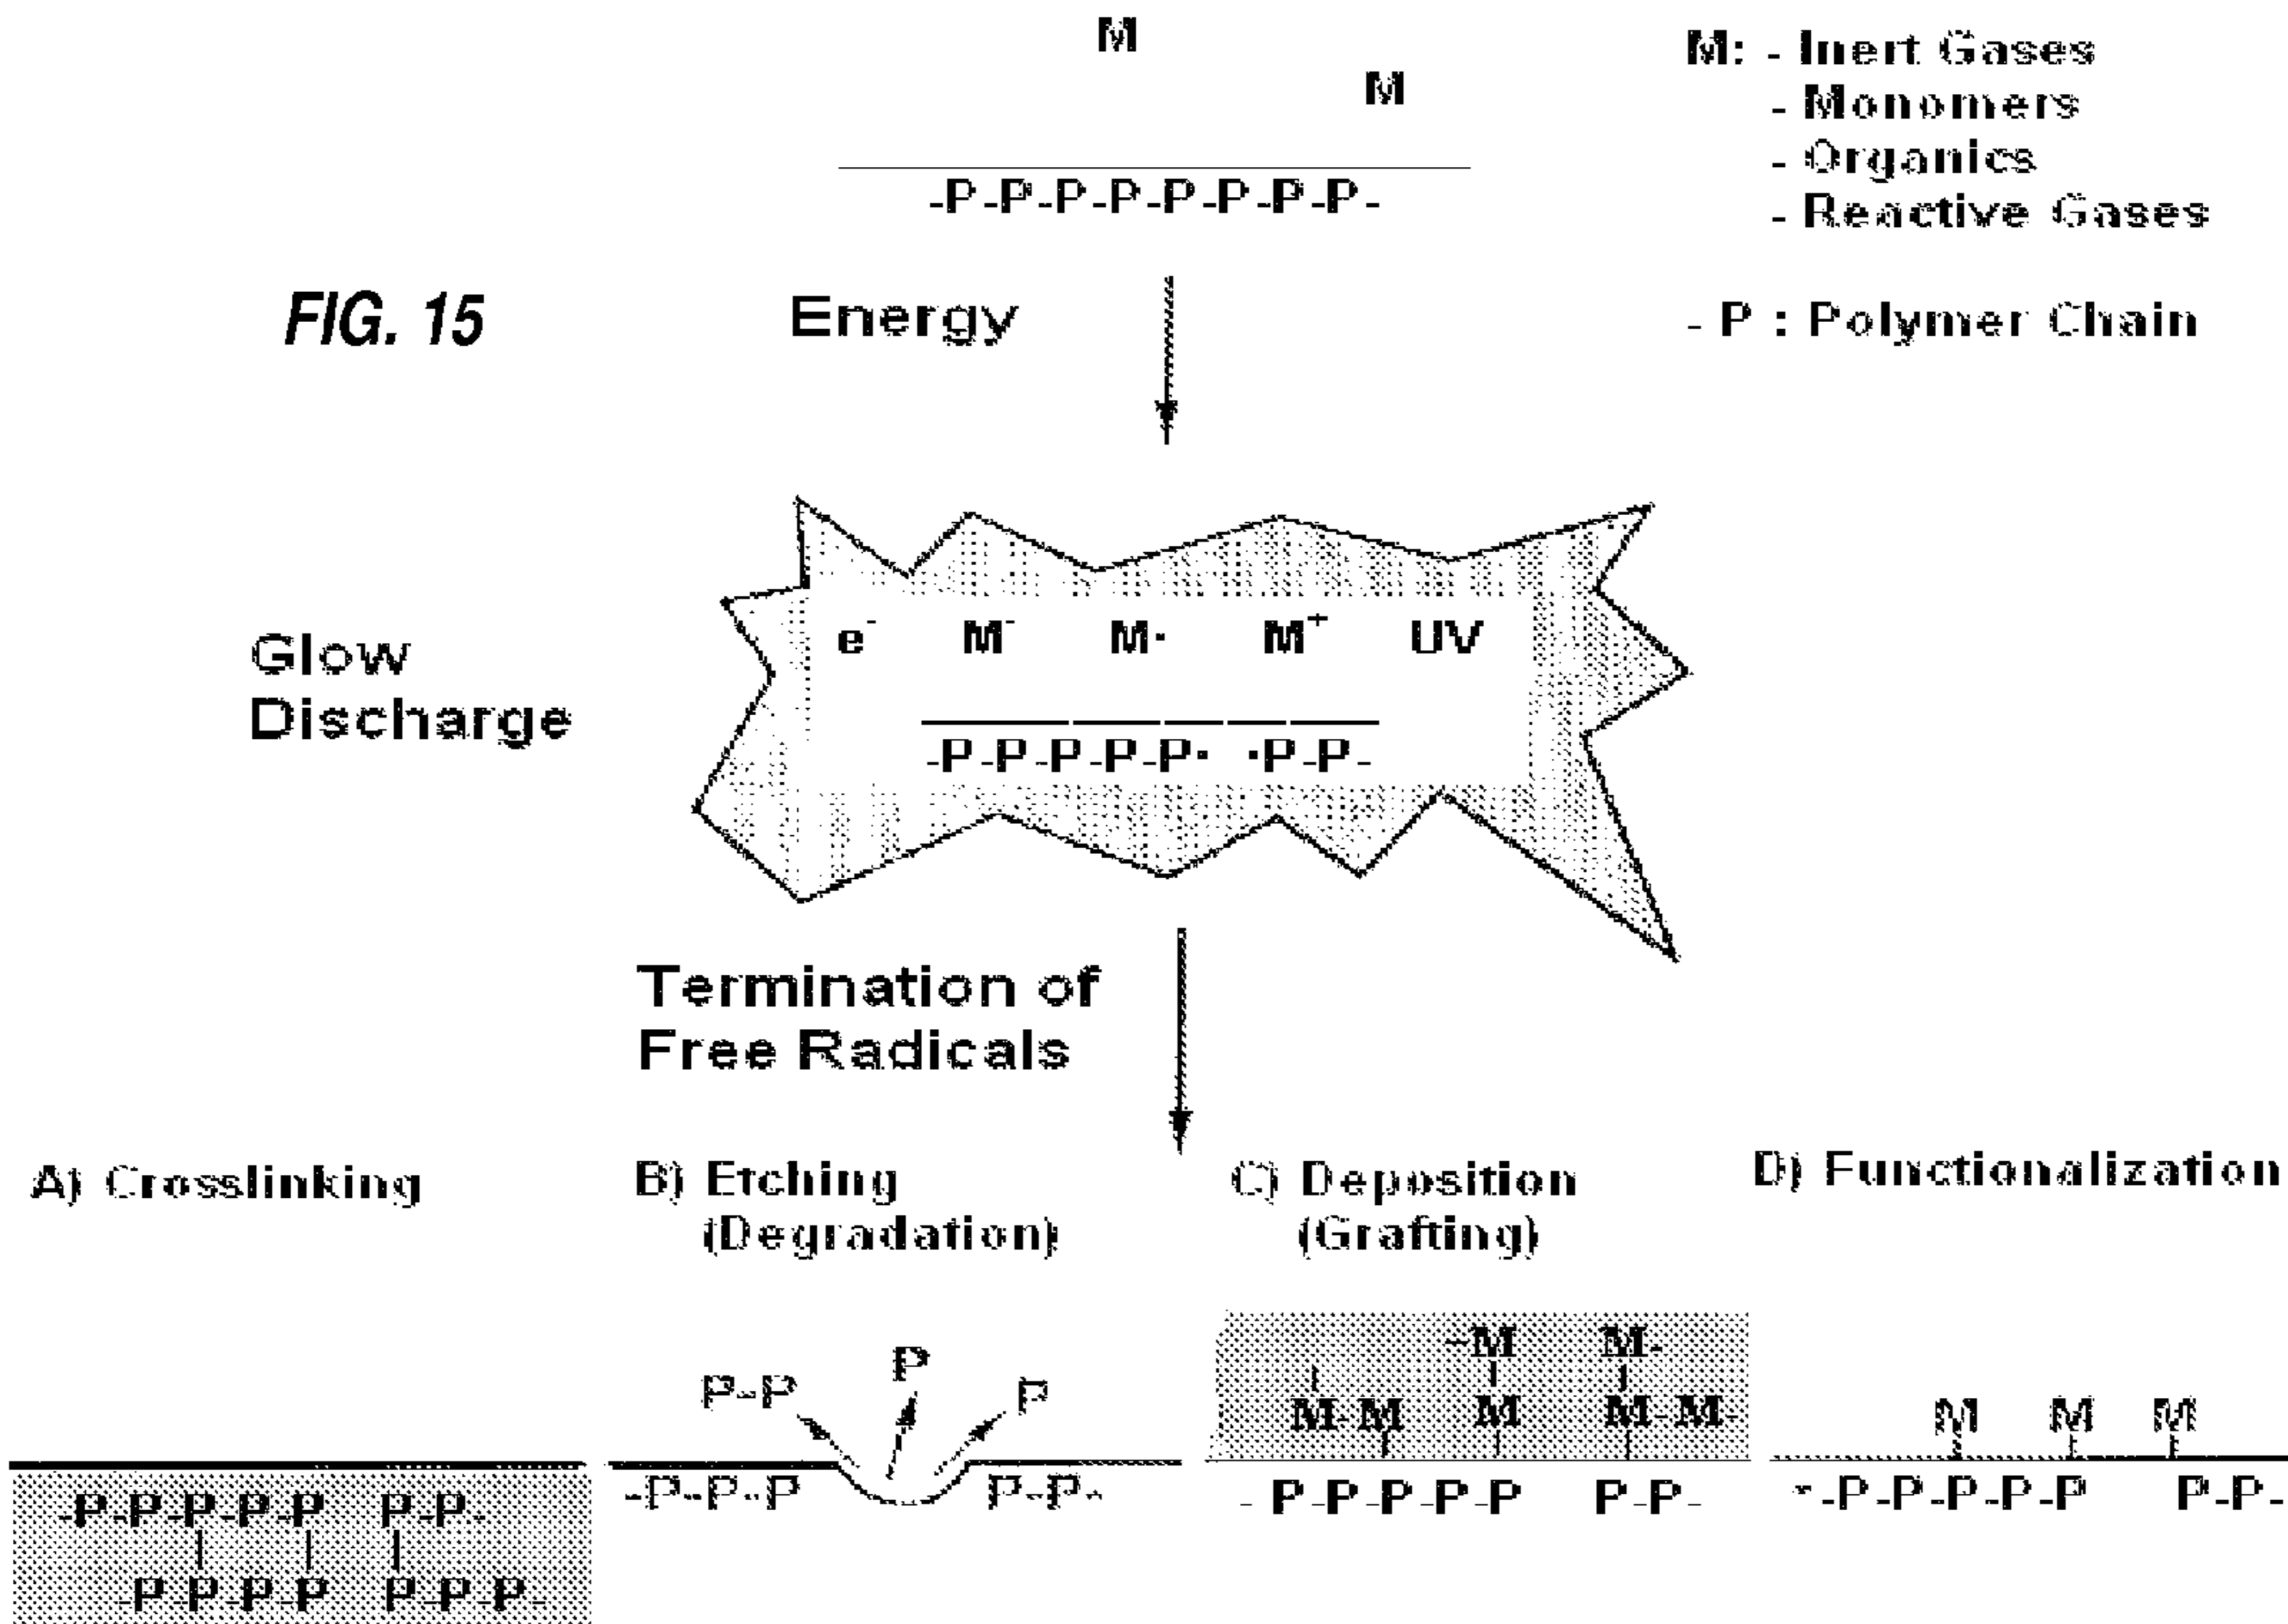 M
M
M: - Inert Gases
- Monomers
- Organics
- Reactive Gases
-P-P-P-P-P-P-P-P-
FIG. 15
Energy
- P : Polymer Chain
e⁻ M⁻ M· M⁺ UV
Glow
Discharge
-P-P-P-P-P· ·P-P-
Termination of
Free Radicals
A) Crosslinking
B) Etching
(Degradation)
C) Deposition
(Grafting)
D) Functionalization
-P-P-P-P-P P-P-
-P-P-P-P P-P-P-
P-P P P
-P-P-P P-P-
-M M-
M-M M M-M-
- P-P-P-P-P P-P-
M M M
-P-P-P-P-P P-P-